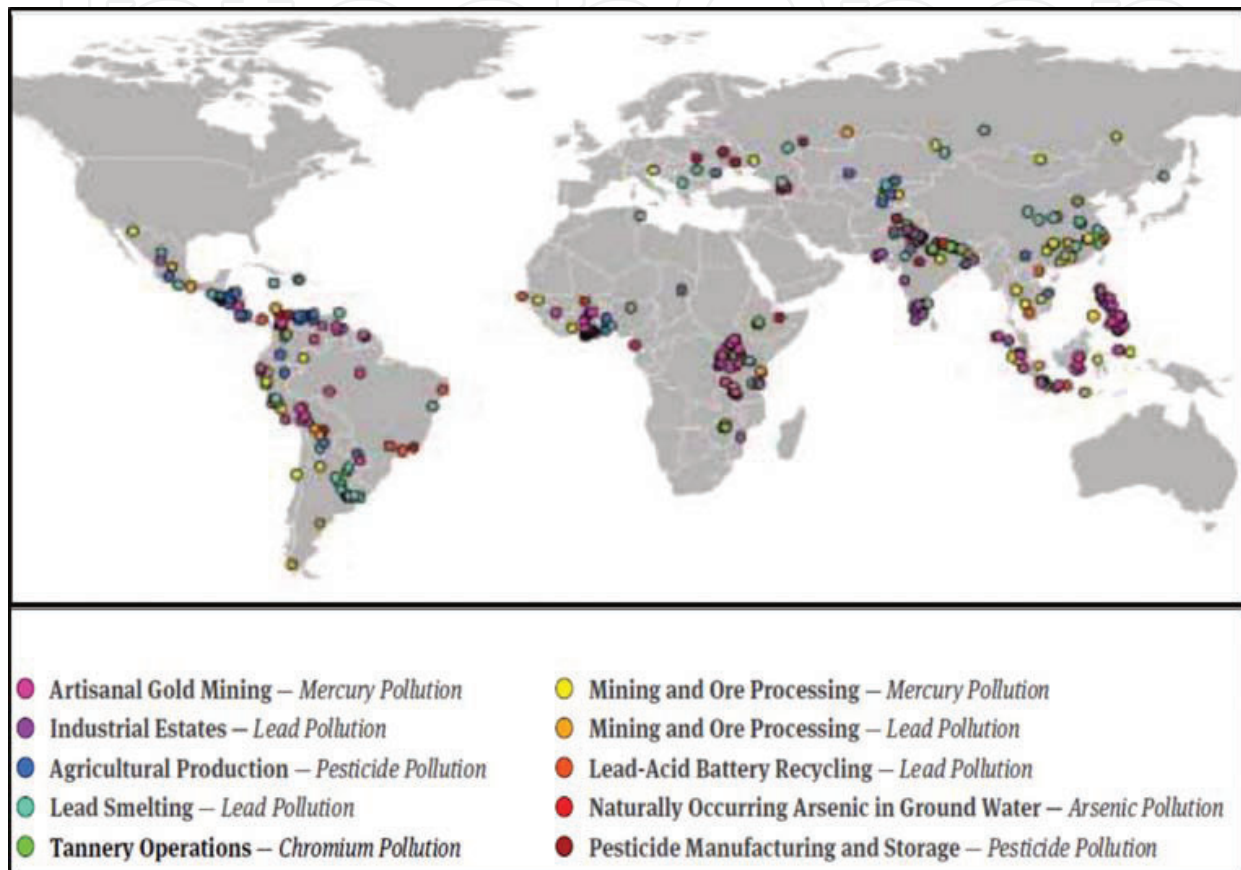 Artisanal Gold Mining — Mercury Pollution
Industrial Estates — Lead Pollution
Agricultural Production — Pesticide Pollution
Lead Smelting — Lead Pollution
Tannery Operations — Chromium Pollution
Mining and Ore Processing — Mercury Pollution
Mining and Ore Processing — Lead Pollution
Lead-Acid Battery Recycling — Lead Pollution
Naturally Occurring Arsenic in Ground Water — Arsenic Pollution
Pesticide Manufacturing and Storage — Pesticide Pollution